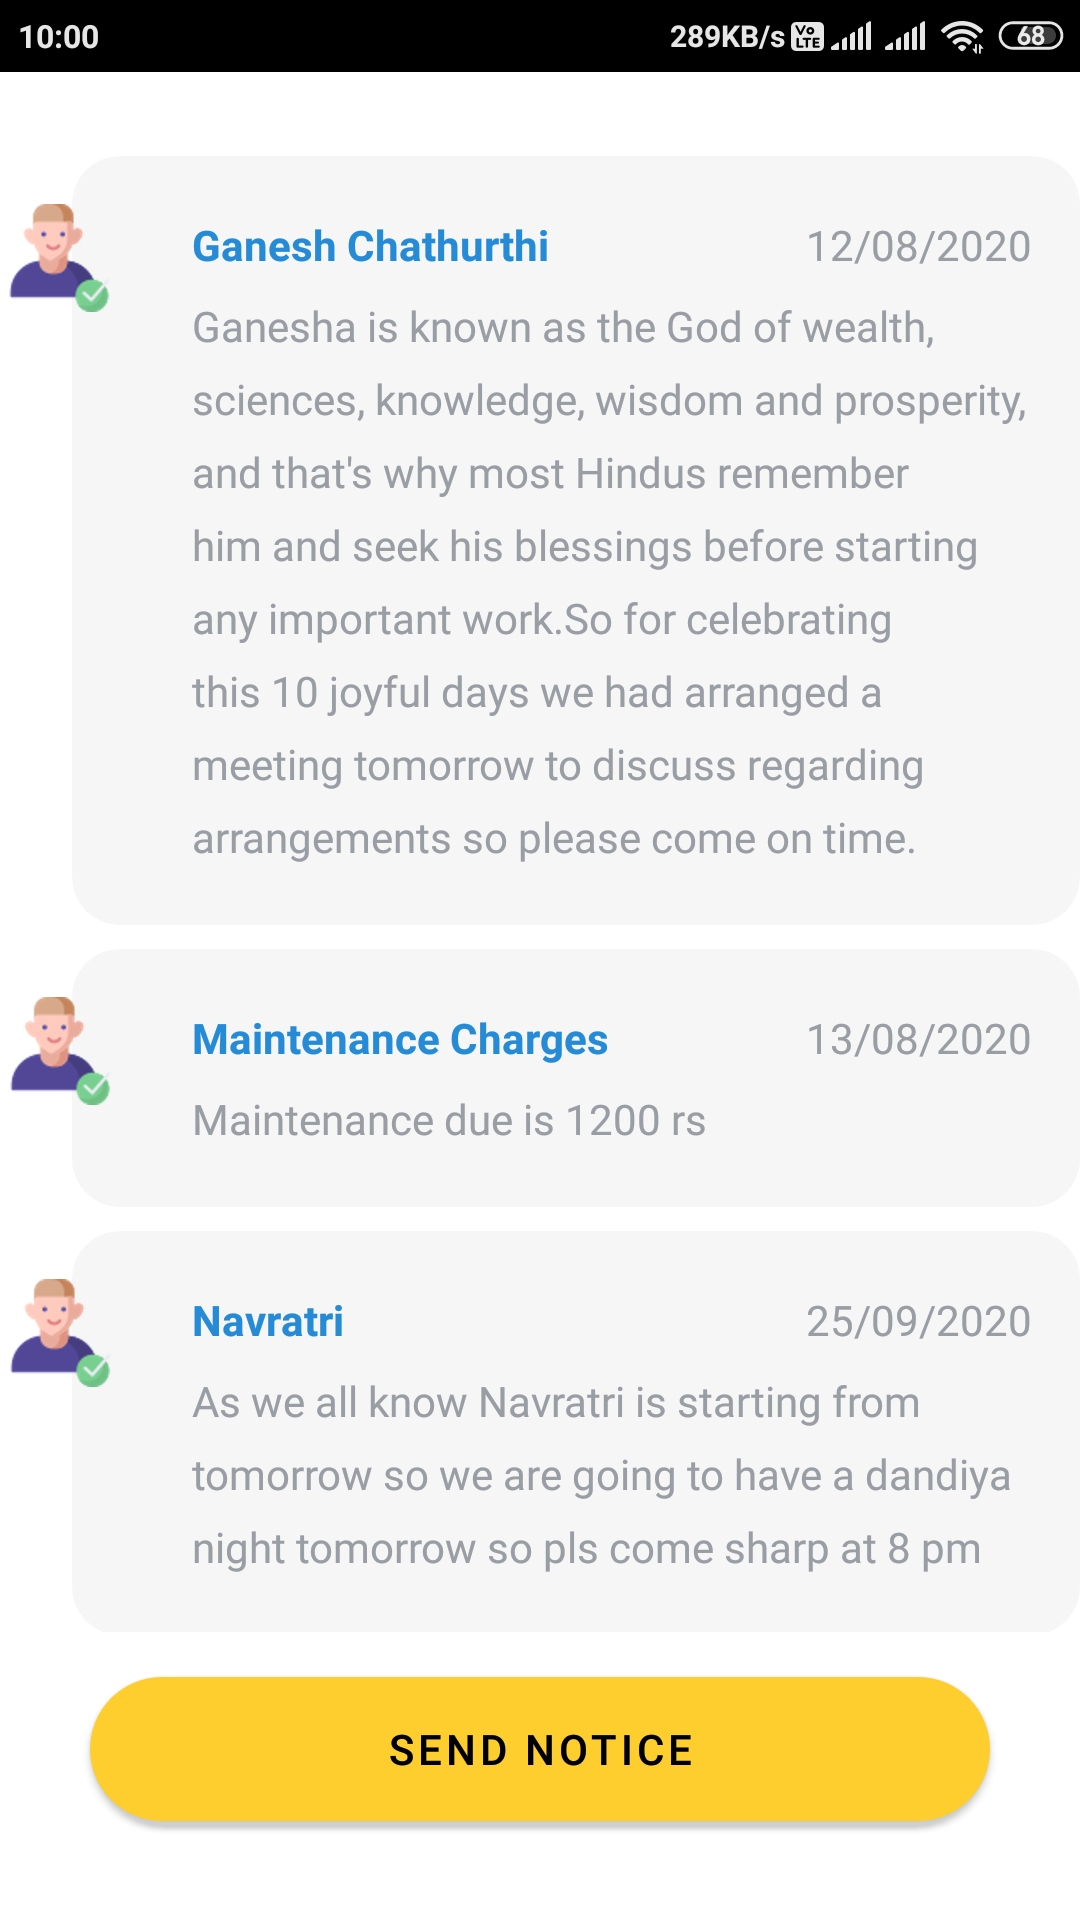 10:00 289KB/s Vo LTE 68
Ganesh Chathurthi 12/08/2020
Ganesha is known as the God of wealth,
sciences, knowledge, wisdom and prosperity,
and that's why most Hindus remember
him and seek his blessings before starting
any important work.So for celebrating
this 10 joyful days we had arranged a
meeting tomorrow to discuss regarding
arrangements so please come on time.
Maintenance Charges 13/08/2020
Maintenance due is 1200 rs
Navratri 25/09/2020
As we all know Navratri is starting from
tomorrow so we are going to have a dandiya
night tomorrow so pls come sharp at 8 pm
SEND NOTICE